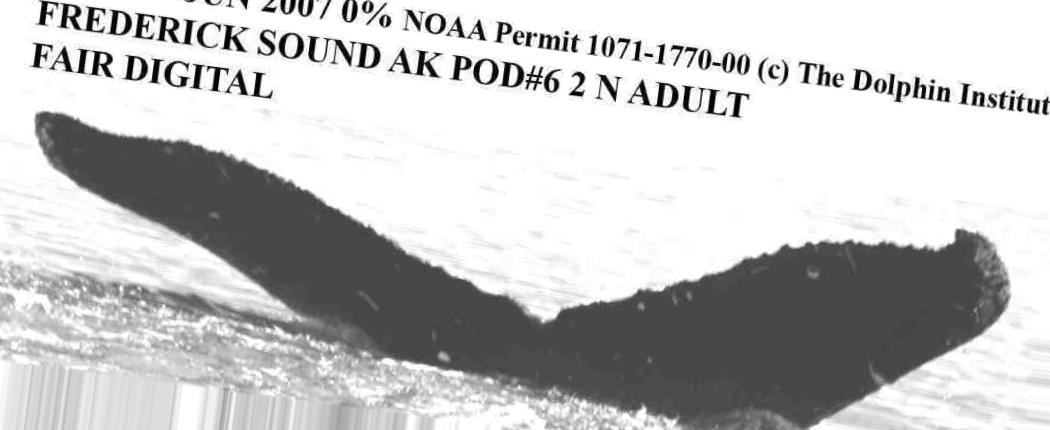 2007 0% NOAA Permit 1071-1770-00 (c) The Dolphin Institut
FREDERICK SOUND AK POD#6 2 N ADULT
FAIR DIGITAL